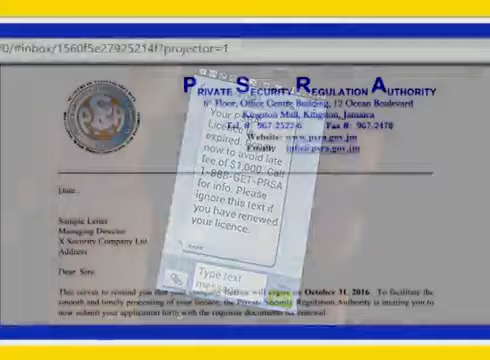 0/#inbox/1560f5e27925214f?projector=1
PRIVATE SECURITY REGULATION AUTHORITY
6th Floor, Office Centre Building, 12 Ocean Boulevard
Kingston Mall, Kingston, Jamaica
Tel. # 967-2522-6 Fax # 967-2478
Website: www.psra.gov.jm
Email: info@psra.gov.jm
Your
Licence
expired.
now to avoid late
fee of $1,000. Call
1-888-GET-PRSA
for info. Please
ignore this text if
you have renewed
your licence.
Type text
message
Date..
Sample Letter
Managing Director
X Security Company Ltd
Address
Dear Sirs,
This serves to remind you that your company licence will expire on October 31, 2016. To facilitate the
smooth and timely processing of your licence, the Private Security Regulation Authority is inviting you to
now submit your application form with the requisite documents for renewal.